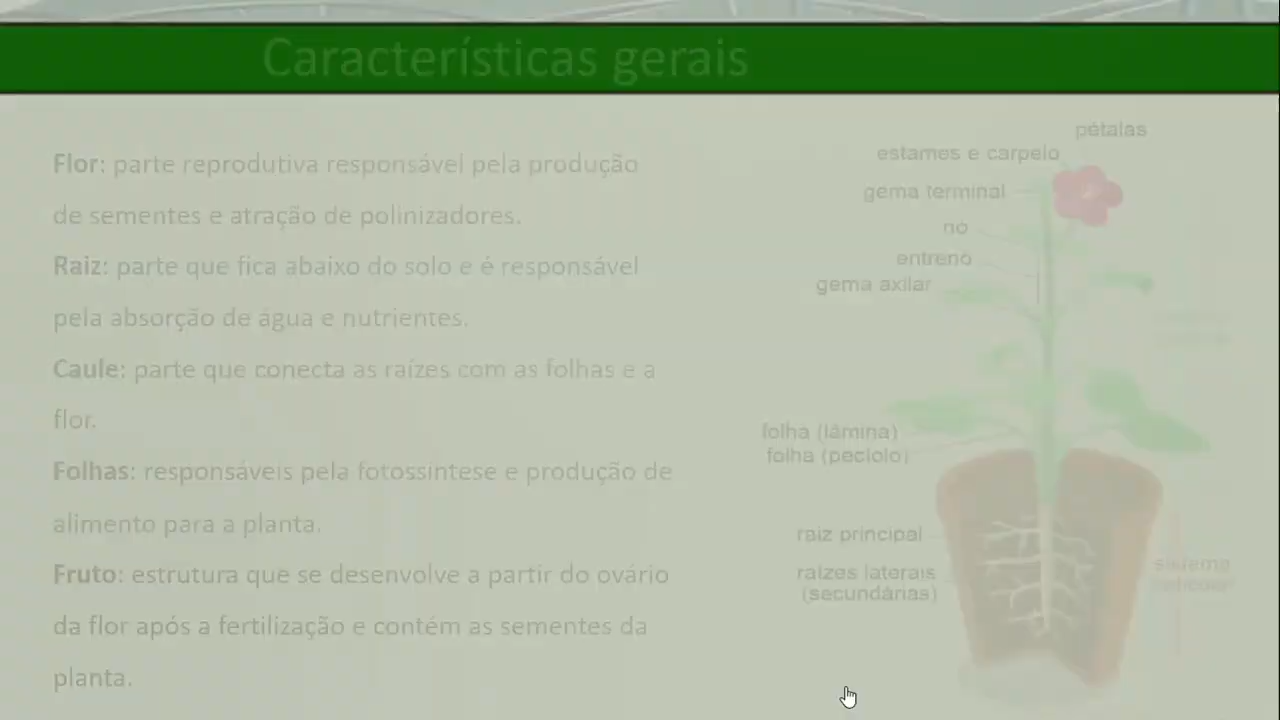 Características gerais
Flor: parte reprodutiva responsável pela produção
de sementes e atração de polinizadores.
Raiz: parte que fica abaixo do solo e é responsável
pela absorção de água e nutrientes.
Caule: parte que conecta as raízes com as folhas e a
flor.
Folhas: responsáveis pela fotossíntese e produção de
alimento para a planta.
Fruto: estrutura que se desenvolve a partir do ovário
da flor após a fertilização e contém as sementes da
planta.
pétalas
estames e carpelo
gema terminal
nó
entrenó
gema axilar
folha (lâmina)
folha (pecíolo)
raiz principal
raízes laterais
(secundárias)
sistema